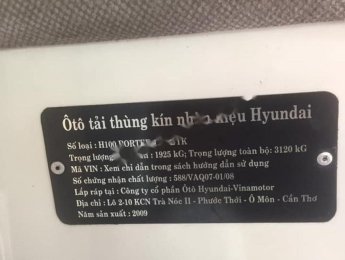 Ôtô tải thùng kín nhãn hiệu Hyundai
Số loại : H100 PORTER
Trọng lượng : 1925 kG; Trọng lượng toàn bộ: 3120 kG
Mã VIN : Xem chỉ dẫn trong sách hướng dẫn sử dụng
Số chứng nhận chất lượng : 588/VAQ07-01/08
Lắp ráp tại : Công ty cổ phần Ôtô Hyundai-Vinamotor
Địa chỉ : Lô 2-10 KCN Trà Nóc II - Phước Thới - Ô Môn - Cần Thơ
Năm sản xuất : 2009